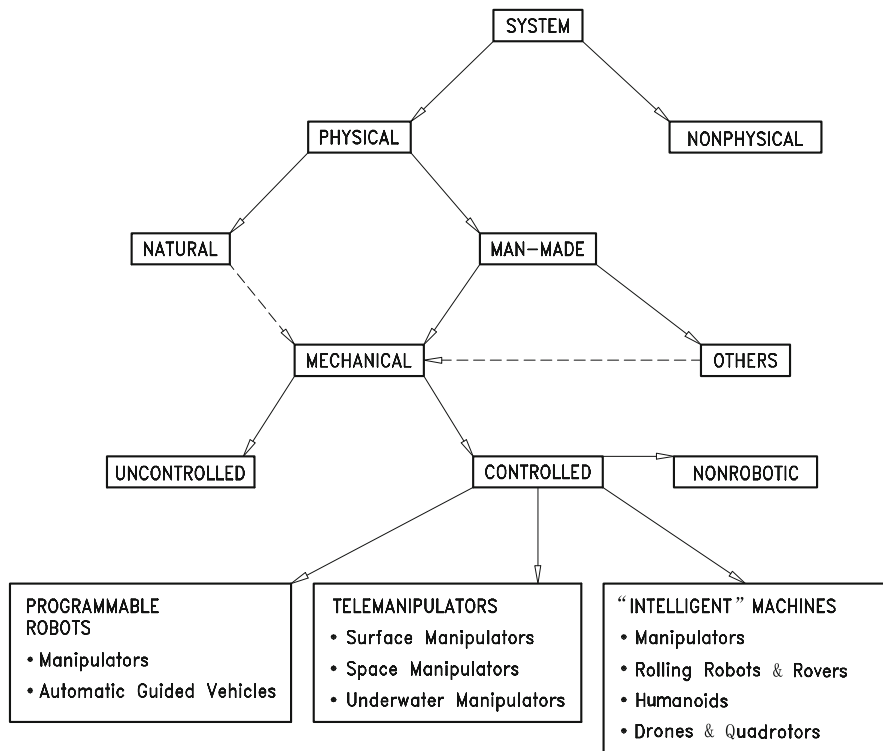 SYSTEM
PHYSICAL
NONPHYSICAL
NATURAL
MAN-MADE
MECHANICAL
OTHERS
UNCONTROLLED
CONTROLLED
NONROBOTIC
PROGRAMMABLE
ROBOTS
• Manipulators
• Automatic Guided Vehicles
TELEMANIPULATORS
• Surface Manipulators
• Space Manipulators
• Underwater Manipulators
“INTELLIGENT” MACHINES
• Manipulators
• Rolling Robots & Rovers
• Humanoids
• Drones & Quadrotors